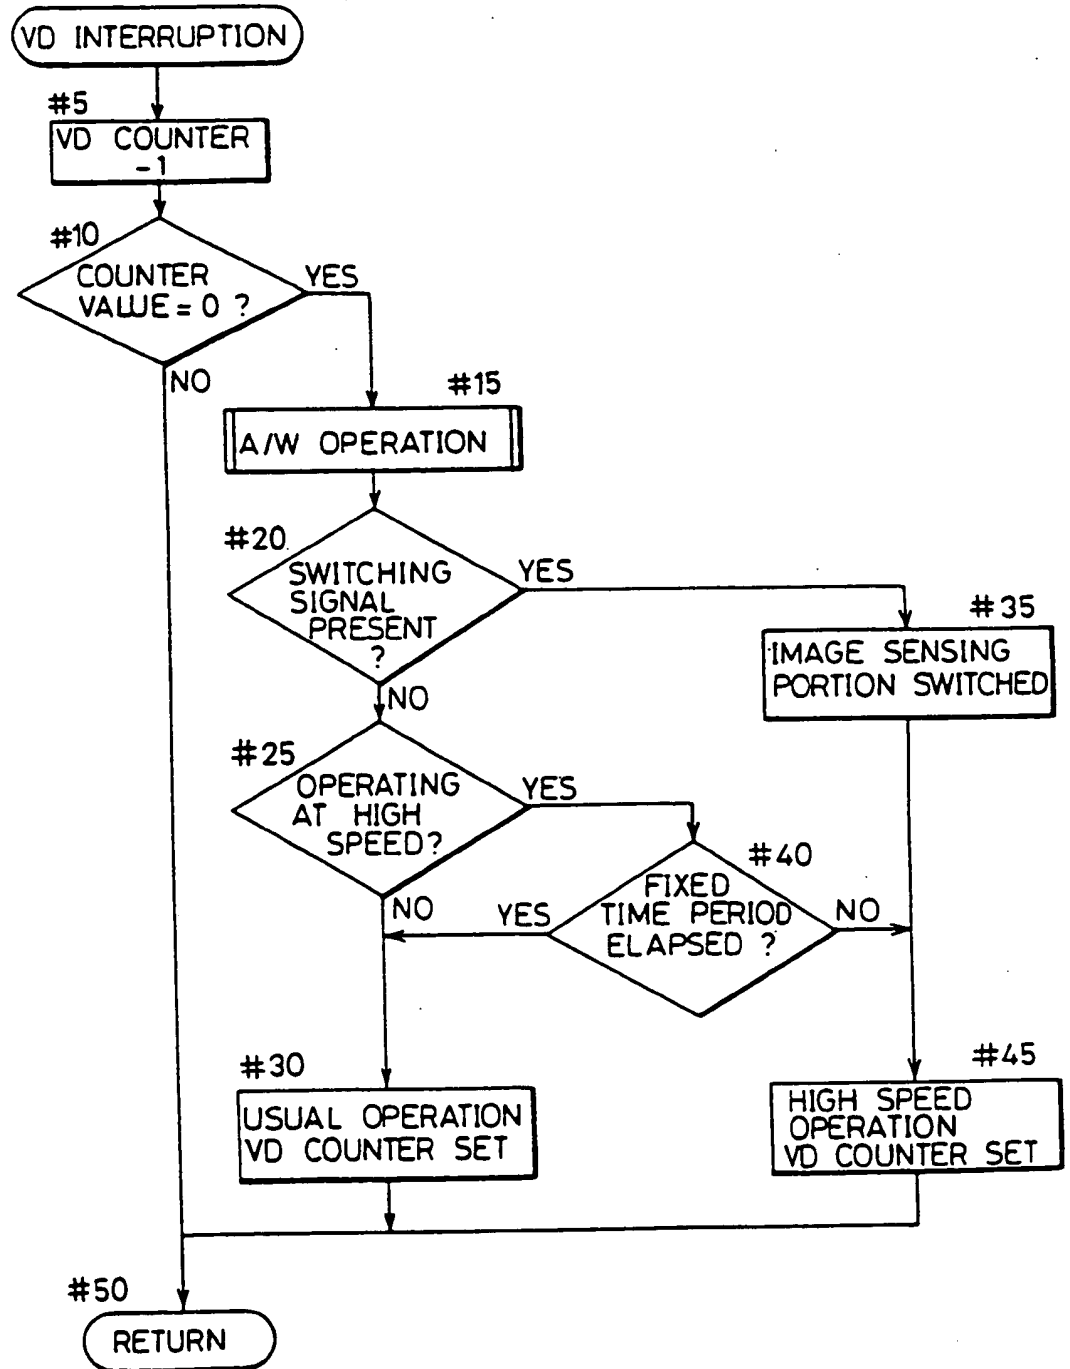 VD INTERRUPTION
#5
VD COUNTER
-1
#10
COUNTER
VALUE = 0 ?
YES
NO
#15
A/W OPERATION
#20
SWITCHING
SIGNAL
PRESENT
?
YES
NO
#35
IMAGE SENSING
PORTION SWITCHED
#25
OPERATING
AT HIGH
SPEED?
YES
NO
#40
FIXED
TIME PERIOD
ELAPSED ?
YES
NO
#30
USUAL OPERATION
VD COUNTER SET
#45
HIGH SPEED
OPERATION
VD COUNTER SET
#50
RETURN